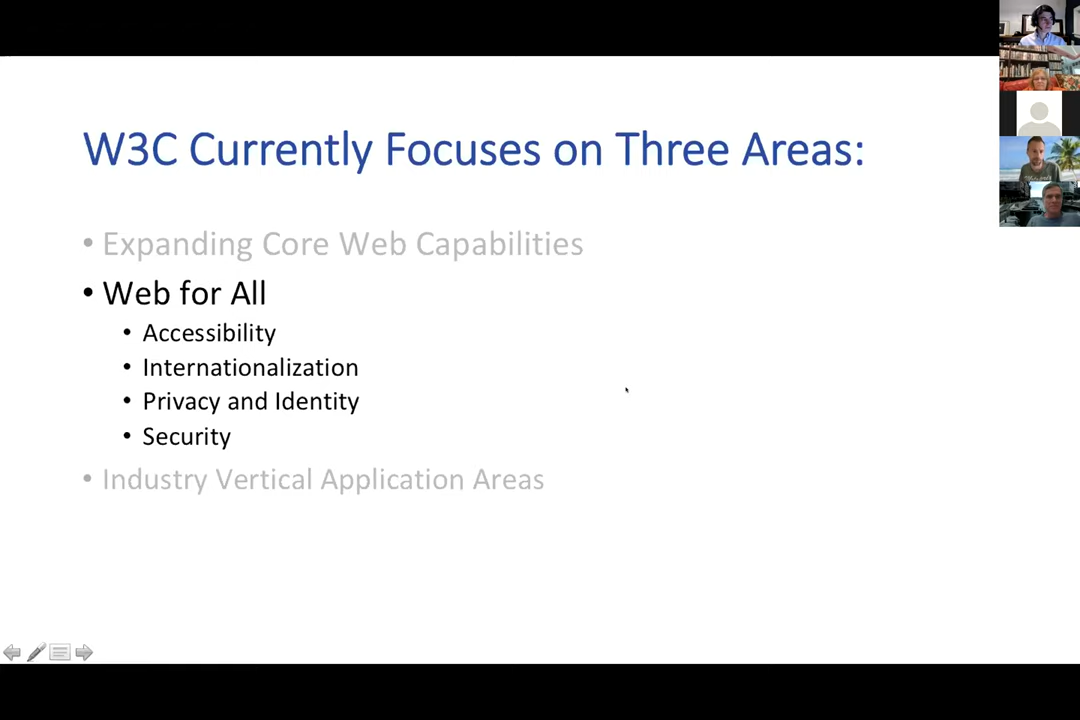 W3C Currently Focuses on Three Areas:
• Expanding Core Web Capabilities
• Web for All
• Accessibility
• Internationalization
• Privacy and Identity
• Security
• Industry Vertical Application Areas